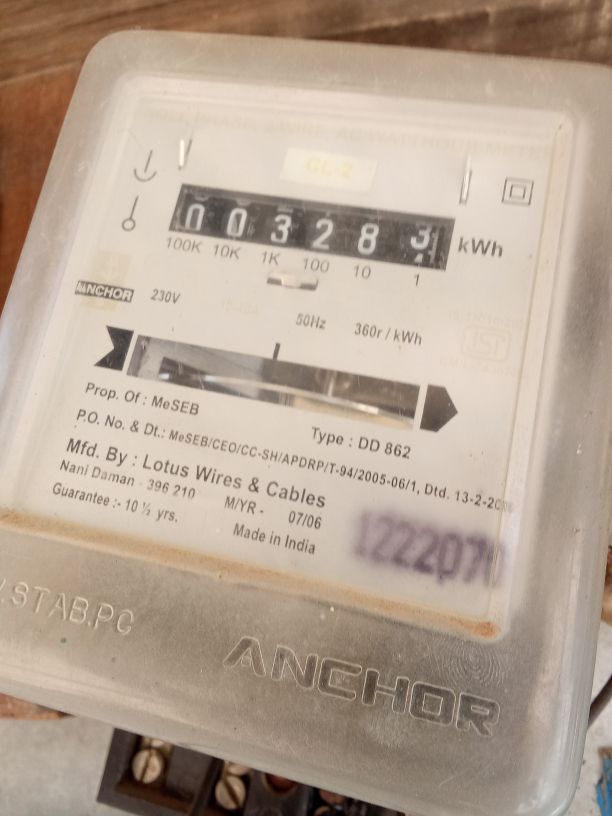 GL-2
0 0 3 2 8 3 kWh
100K 10K 1K 100 10 1
ANCHOR 230V 50Hz 360r / kWh
Prop. Of : MeSEB Type : DD 862
P.O. No. & Dt.: MeSEB/CEO/CC-SH/APDRP/T-94/2005-06/1, Dtd. 13-2-
Mfd. By : Lotus Wires & Cables
Nani Daman - 396 210 M/YR - 07/06
Guarantee :- 10 ½ yrs. Made in India
STAB.PC
ANCHOR